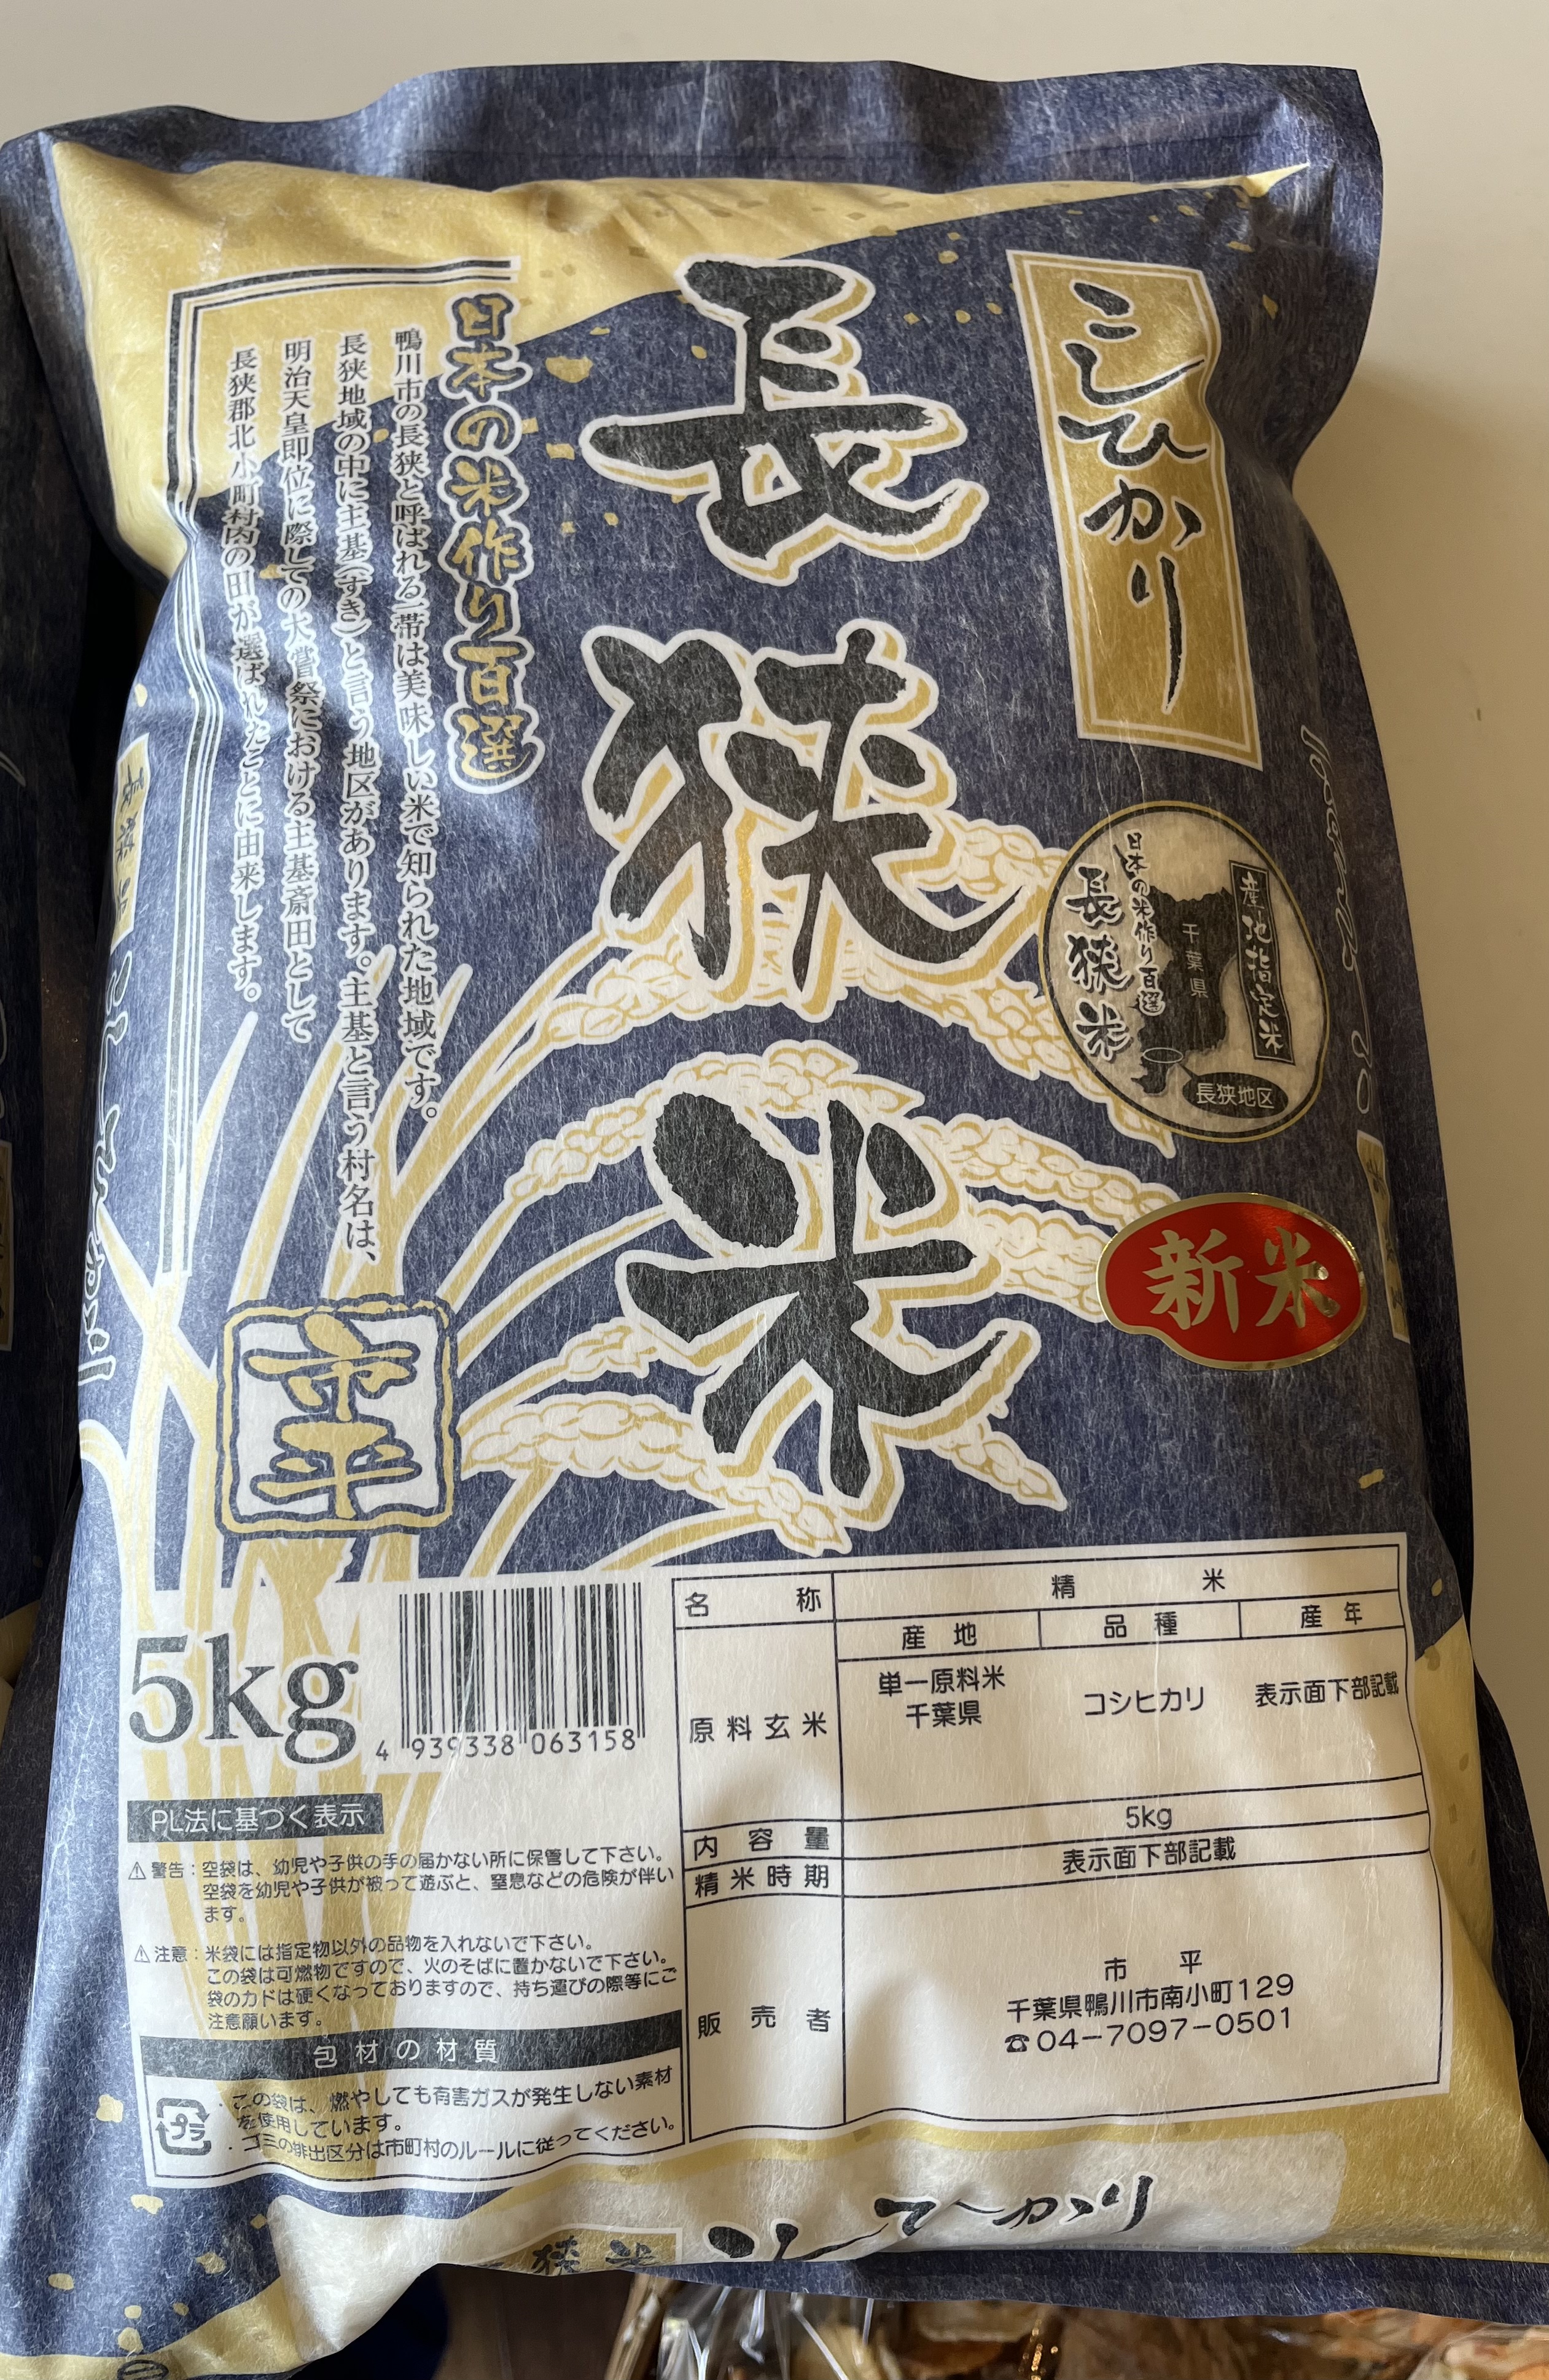 こしひかり
長狭米
日本の米作り百選
鴨川市の長狭と呼ばれる一帯は美味しい米で知られた地域です。
長狭地域の中に主基(すき)と言う地区があります。主基と言う村名は、
明治天皇即位に際しての大嘗祭における主基斎田として
長狭郡北小町村内の田が選ばれたことに由来します。
産地指定米
千葉県
日本の米作り百選
長狭米
長狭地区
新米
市平
5kg
4 939338 063158
名称 精米
原料玄米
産地 品種 産年
単一原料米
千葉県
コシヒカリ
表示面下部記載
内容量 5kg
精米時期 表示面下部記載
販売者
市平
千葉県鴨川市南小町129
☎04-7097-0501
PL法に基づく表示
⚠警告:空袋は、幼児や子供の手の届かない所に保管して下さい。
空袋を幼児や子供が被って遊ぶと、窒息などの危険が伴い
ます。
⚠注意:米袋には指定物以外の品物を入れないで下さい。
この袋は可燃物ですので、火のそばに置かないで下さい。
袋のカドは硬くなっておりますので、持ち運びの際等にご
注意願います。
包材の材質
プラ
・この袋は、燃やしても有害ガスが発生しない素材
を使用しています。
・ゴミの排出区分は市町村のルールに従ってください。
狭米
こしひかり